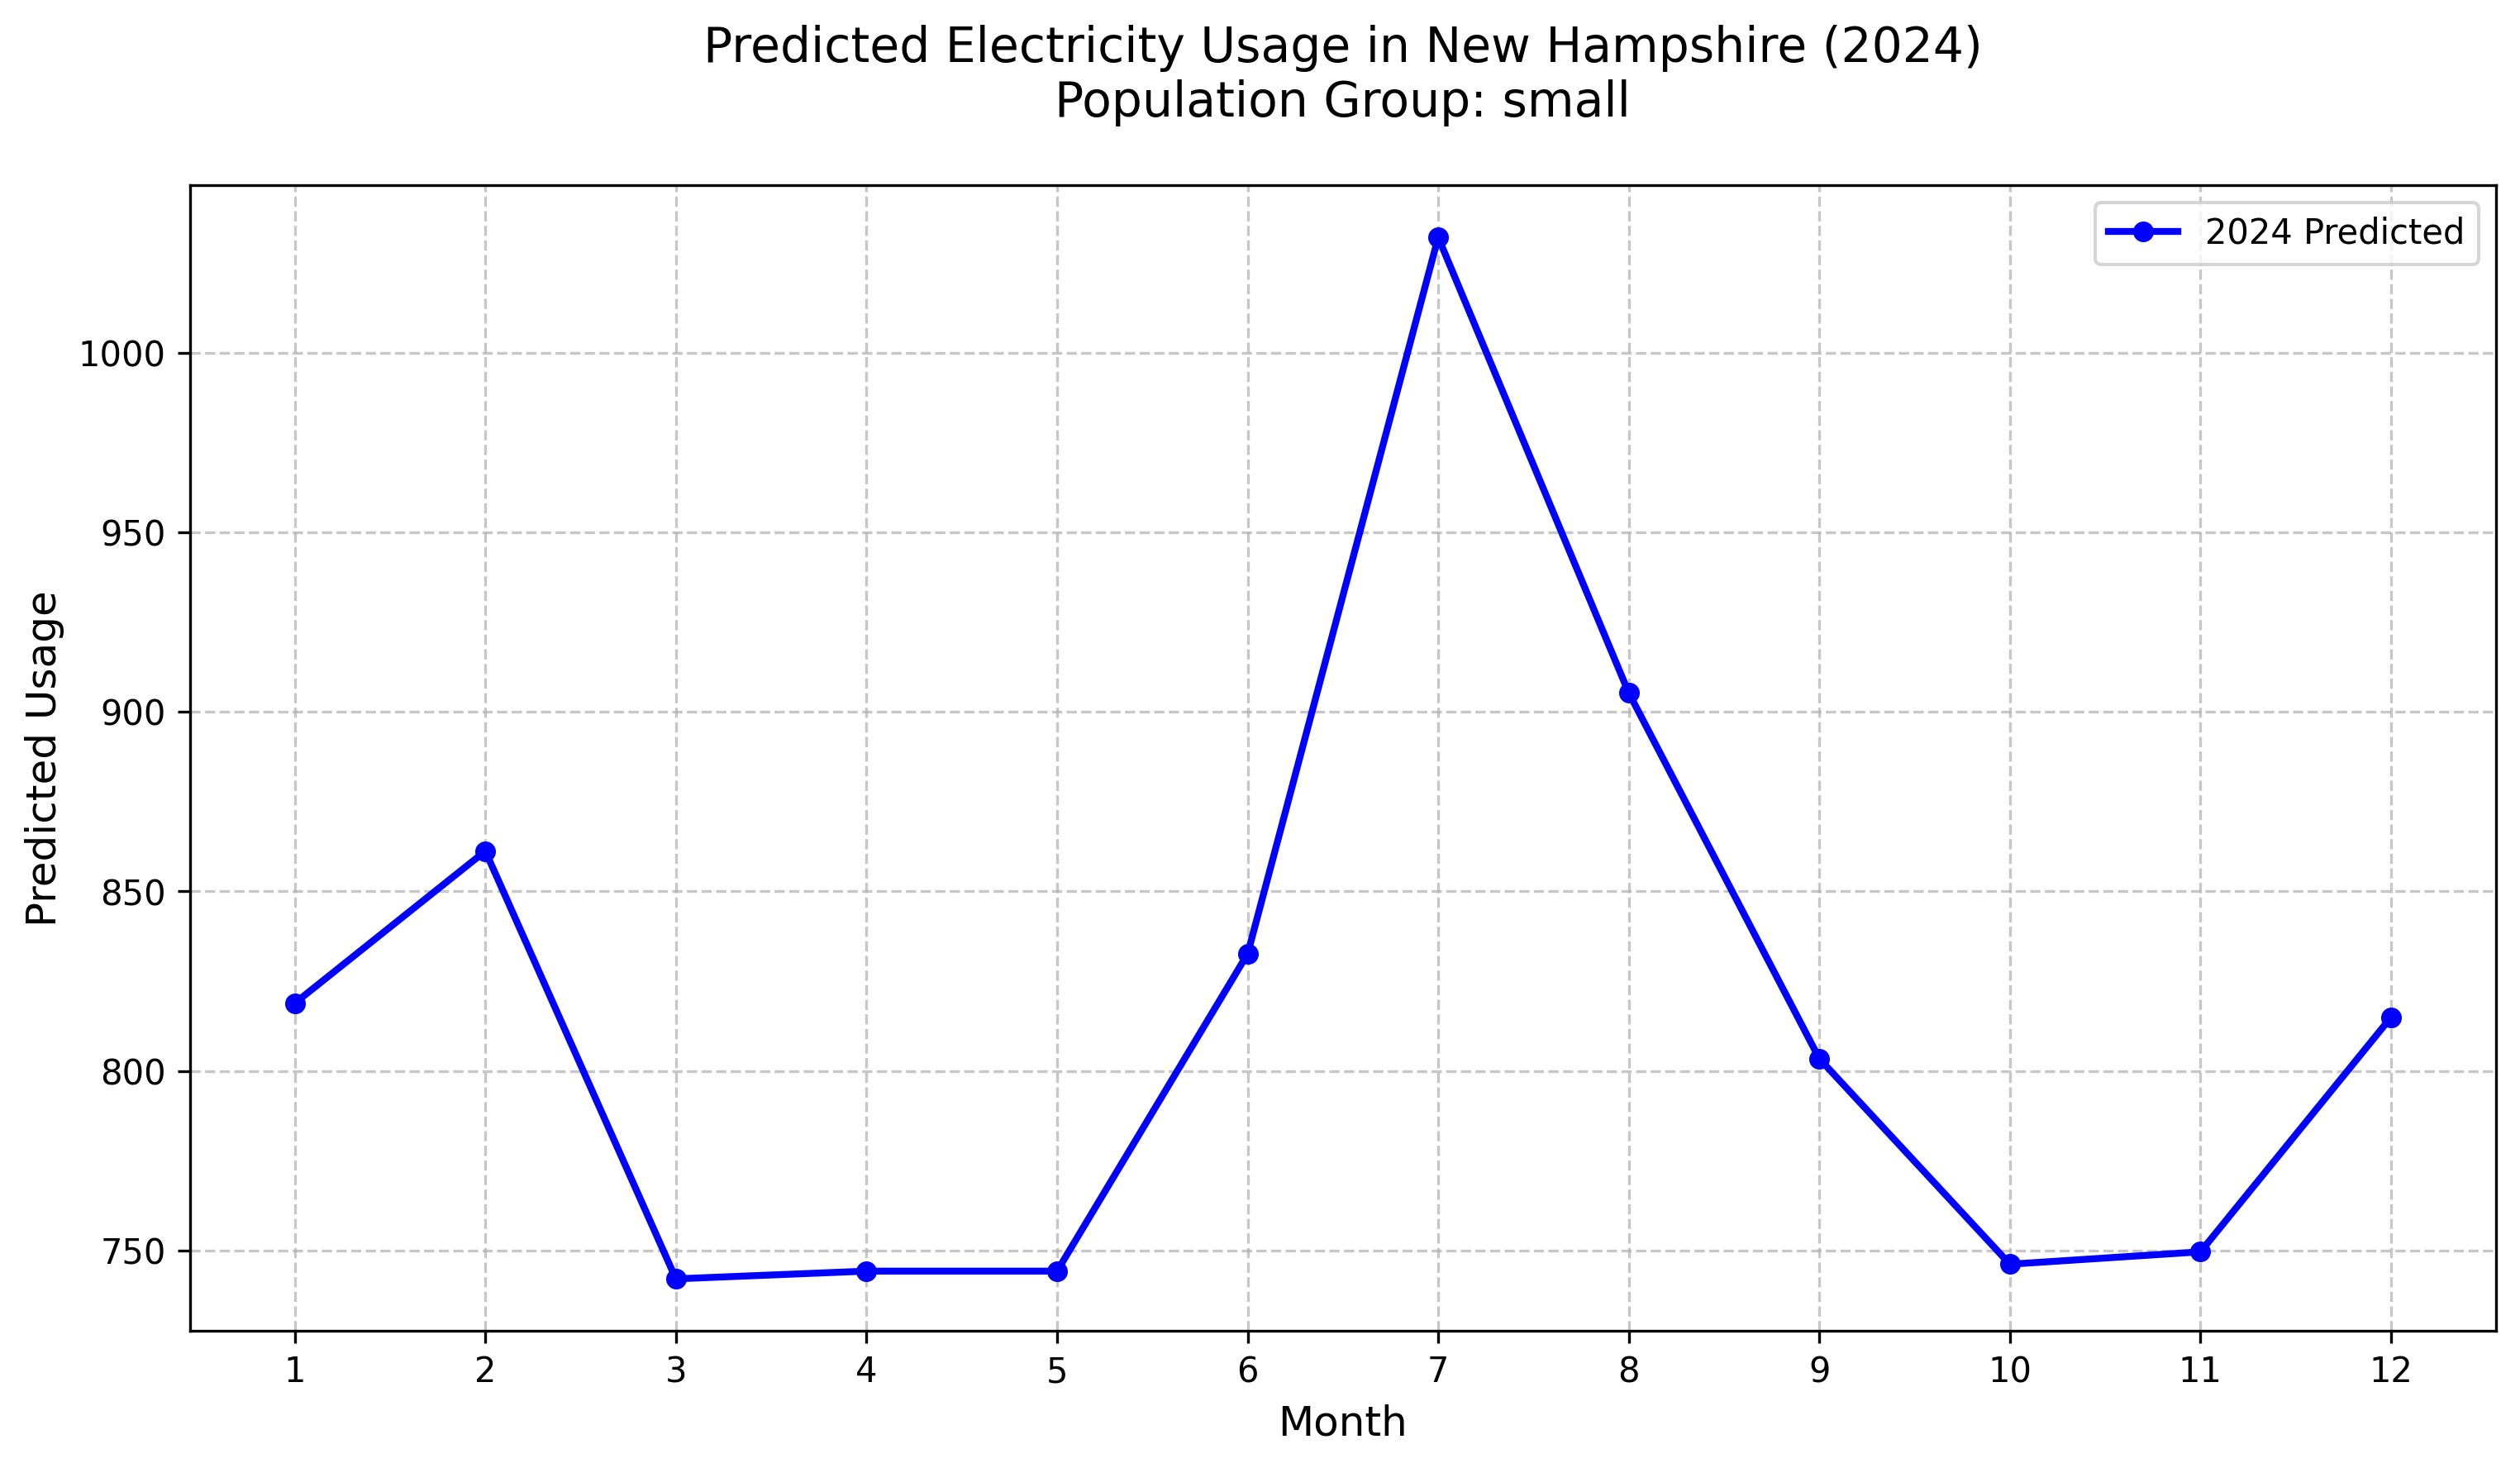 Predicted Electricity Usage in New Hampshire (2024)
Population Group: small
2024 Predicted
Predicted Usage
1000
950
900
850
800
750
1 2 3 4 5 6 7 8 9 10 11 12
Month